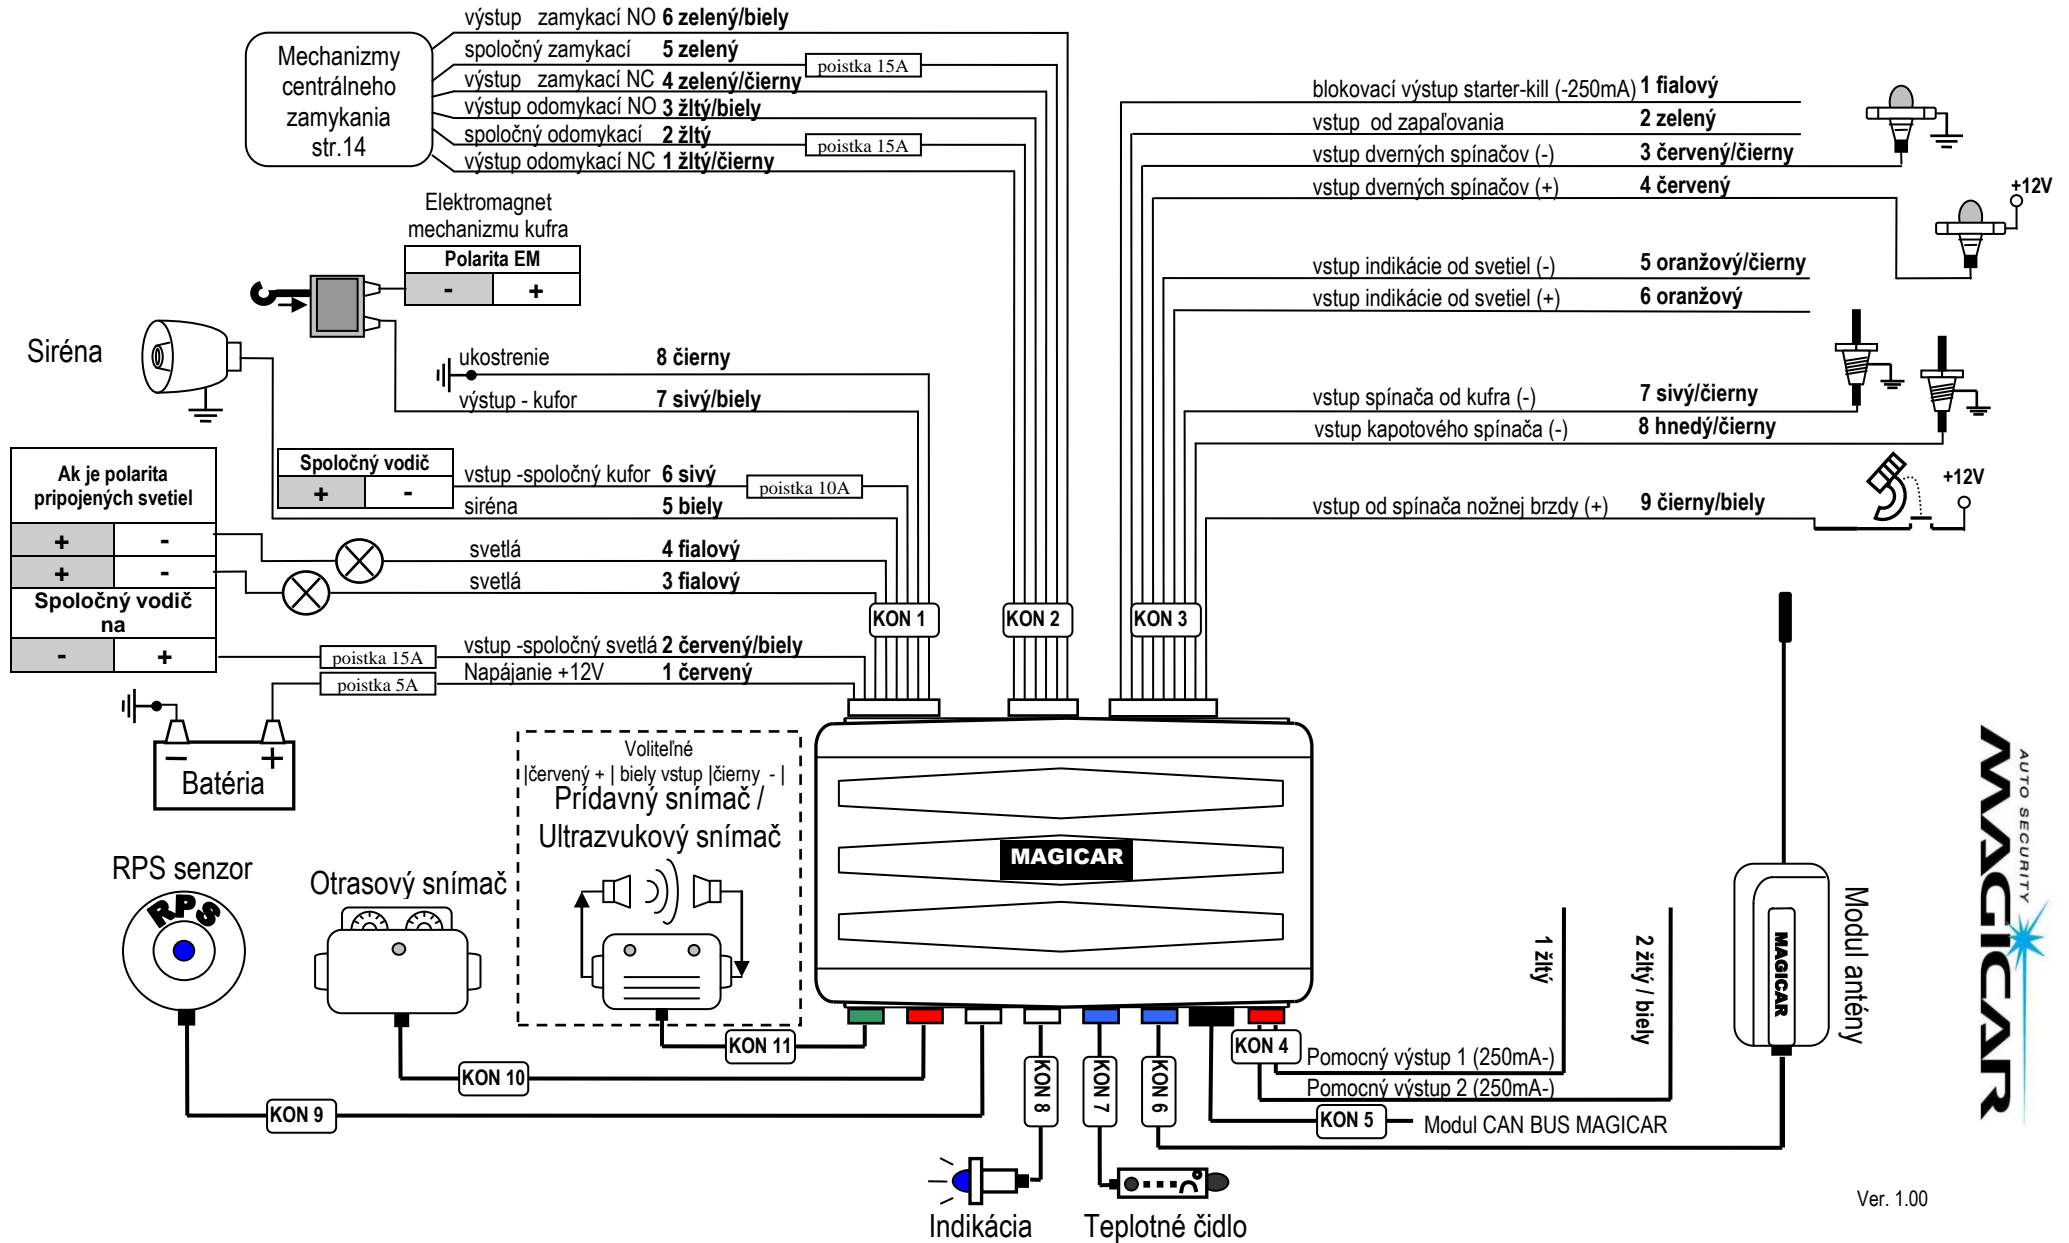 výstup zamykací NO 6 zelený/biely
spoločný zamykací 5 zelený
poistka 15A
výstup zamykací NC 4 zelený/čierny
výstup odomykací NO 3 žltý/biely
spoločný odomykací 2 žltý
poistka 15A
výstup odomykací NC 1 žltý/čierny
Mechanizmy
centrálneho
zamykania
str.14
Elektromagnet
mechanizmu kufra
Polarita EM
- +
Siréna
ukostrenie 8 čierny
výstup - kufor 7 sivý/biely
Spoločný vodič
+ -
vstup -spoločný kufor 6 sivý
poistka 10A
siréna 5 biely
Ak je polarita
pripojených svetiel
+ -
+ -
Spoločný vodič
na
- +
svetlá 4 fialový
svetlá 3 fialový
poistka 15A
vstup -spoločný svetlá 2 červený/biely
poistka 5A
Napájanie +12V 1 červený
− +
Batéria
KON 1
KON 2
KON 3
blokovací výstup starter-kill (-250mA) 1 fialový
vstup od zapaľovania 2 zelený
vstup dverných spínačov (-) 3 červený/čierny
vstup dverných spínačov (+) 4 červený
+12V
vstup indikácie od svetiel (-) 5 oranžový/čierny
vstup indikácie od svetiel (+) 6 oranžový
vstup spínača od kufra (-) 7 sivý/čierny
vstup kapotového spínača (-) 8 hnedý/čierny
vstup od spínača nožnej brzdy (+) 9 čierny/biely
+12V
Voliteľné
|červený + | biely vstup |čierny - |
Prídavný snímač /
Ultrazvukový snímač
MAGICAR
RPS senzor
RPS
Otrasový snímač
KON 11
KON 10
KON 9
KON 8
KON 7
KON 6
KON 5
KON 4
Pomocný výstup 1 (250mA-)
Pomocný výstup 2 (250mA-)
Modul CAN BUS MAGICAR
1 žltý
2 žltý / biely
MAGICAR
Modul antény
AUTO SECURITY
MAGICAR
Indikácia
Teplotné čidlo
Ver. 1.00